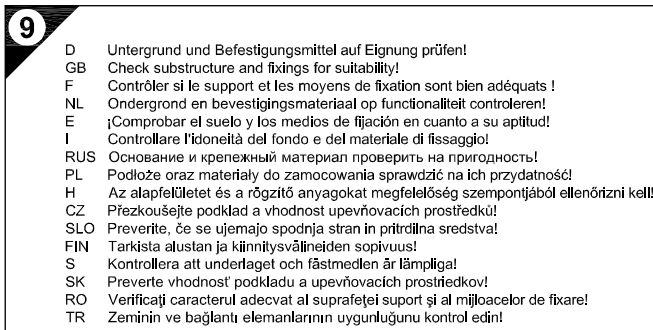 9
D Untergrund und Befestigungsmittel auf Eignung prüfen!
GB Check substructure and fixings for suitability!
F Contrôler si le support et les moyens de fixation sont bien adéquats !
NL Ondergrond en bevestigingsmateriaal op functionaliteit controleren!
E ¡Comprobar el suelo y los medios de fijación en cuanto a su aptitud!
I Controllare l'idoneità del fondo e del materiale di fissaggio!
RUS Основание и крепежный материал проверить на пригодность!
PL Podłoże oraz materiały do zamocowania sprawdzić na ich przydatność!
H Az alapfelületet és a rögzítő anyagokat megfelelőség szempontjából ellenőrizni kell!
CZ Přezkoušejte podklad a vhodnost upevňovacích prostředků!
SLO Preverite, če se ujemajo spodnja stran in pritrdilna sredstva!
FIN Tarkista alustan ja kiinnitysvälineiden sopivuus!
S Kontrollera att underlaget och fästmedlen är lämpliga!
SK Preverte vhodnosť podkladu a upevňovacích prostriedkov!
RO Verificaţi caracterul adecvat al suprafeţei suport şi al mijloacelor de fixare!
TR Zeminin ve bağlantı elemanlarının uygunluğunu kontrol edin!